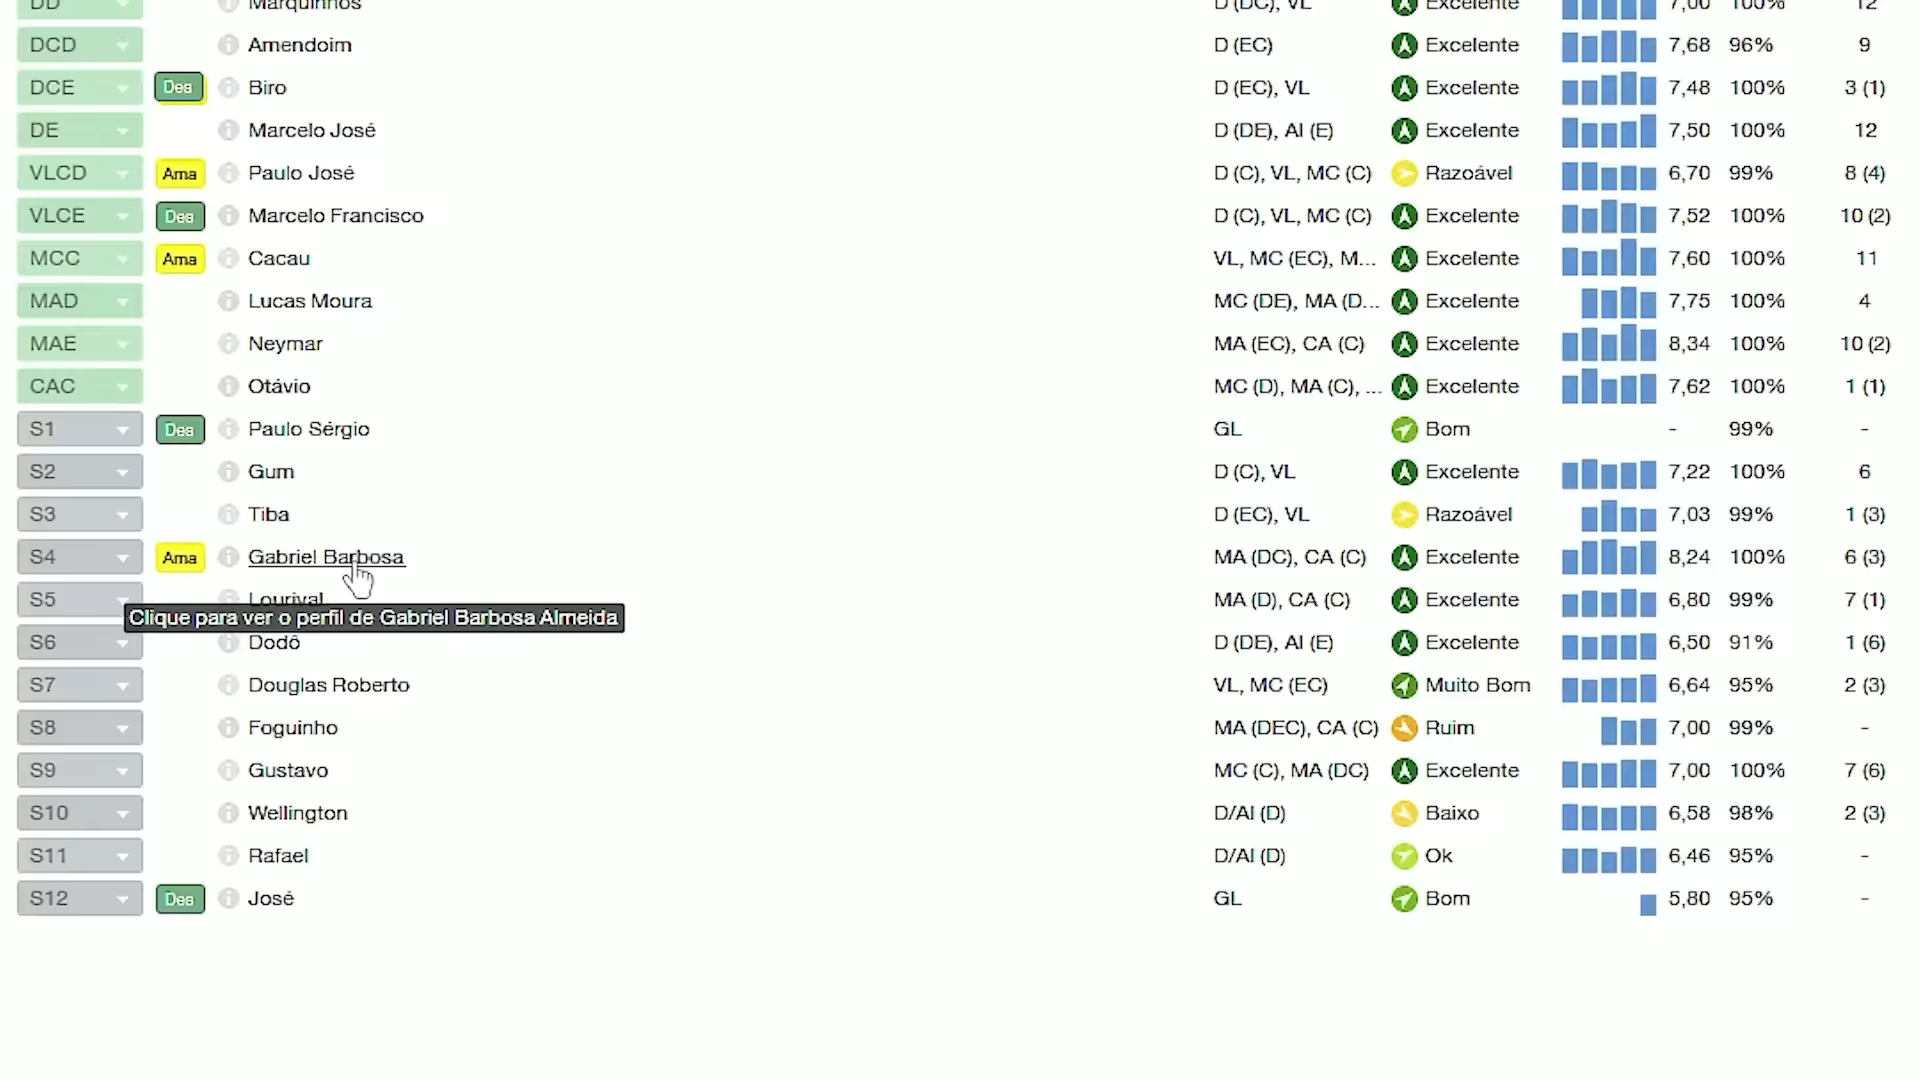 DD Marquinhos D (DC), VL Excelente 7,00 100% 12
DCD Amendoim D (EC) Excelente 7,68 96% 9
DCE Des Biro D (EC), VL Excelente 7,48 100% 3 (1)
DE Marcelo José D (DE), AI (E) Excelente 7,50 100% 12
VLCD Ama Paulo José D (C), VL, MC (C) Razoável 6,70 99% 8 (4)
VLCE Des Marcelo Francisco D (C), VL, MC (C) Excelente 7,52 100% 10 (2)
MCC Ama Cacau VL, MC (EC), M... Excelente 7,60 100% 11
MAD Lucas Moura MC (DE), MA (D... Excelente 7,75 100% 4
MAE Neymar MA (EC), CA (C) Excelente 8,34 100% 10 (2)
CAC Otávio MC (D), MA (C), ... Excelente 7,62 100% 1 (1)
S1 Des Paulo Sérgio GL Bom - 99% -
S2 Gum D (C), VL Excelente 7,22 100% 6
S3 Tiba D (EC), VL Razoável 7,03 99% 1 (3)
S4 Ama Gabriel Barbosa MA (DC), CA (C) Excelente 8,24 100% 6 (3)
S5 Lourival MA (D), CA (C) Excelente 6,80 99% 7 (1)
Clique para ver o perfil de Gabriel Barbosa Almeida
S6 Dodô D (DE), AI (E) Excelente 6,50 91% 1 (6)
S7 Douglas Roberto VL, MC (EC) Muito Bom 6,64 95% 2 (3)
S8 Foguinho MA (DEC), CA (C) Ruim 7,00 99% -
S9 Gustavo MC (C), MA (DC) Excelente 7,00 100% 7 (6)
S10 Wellington D/AI (D) Baixo 6,58 98% 2 (3)
S11 Rafael D/AI (D) Ok 6,46 95% -
S12 Des José GL Bom 5,80 95% -